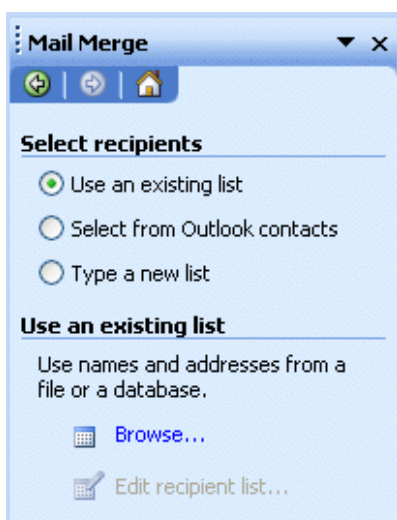 Mail Merge
Select recipients
Use an existing list
Select from Outlook contacts
Type a new list
Use an existing list
Use names and addresses from a
file or a database.
Browse...
Edit recipient list...